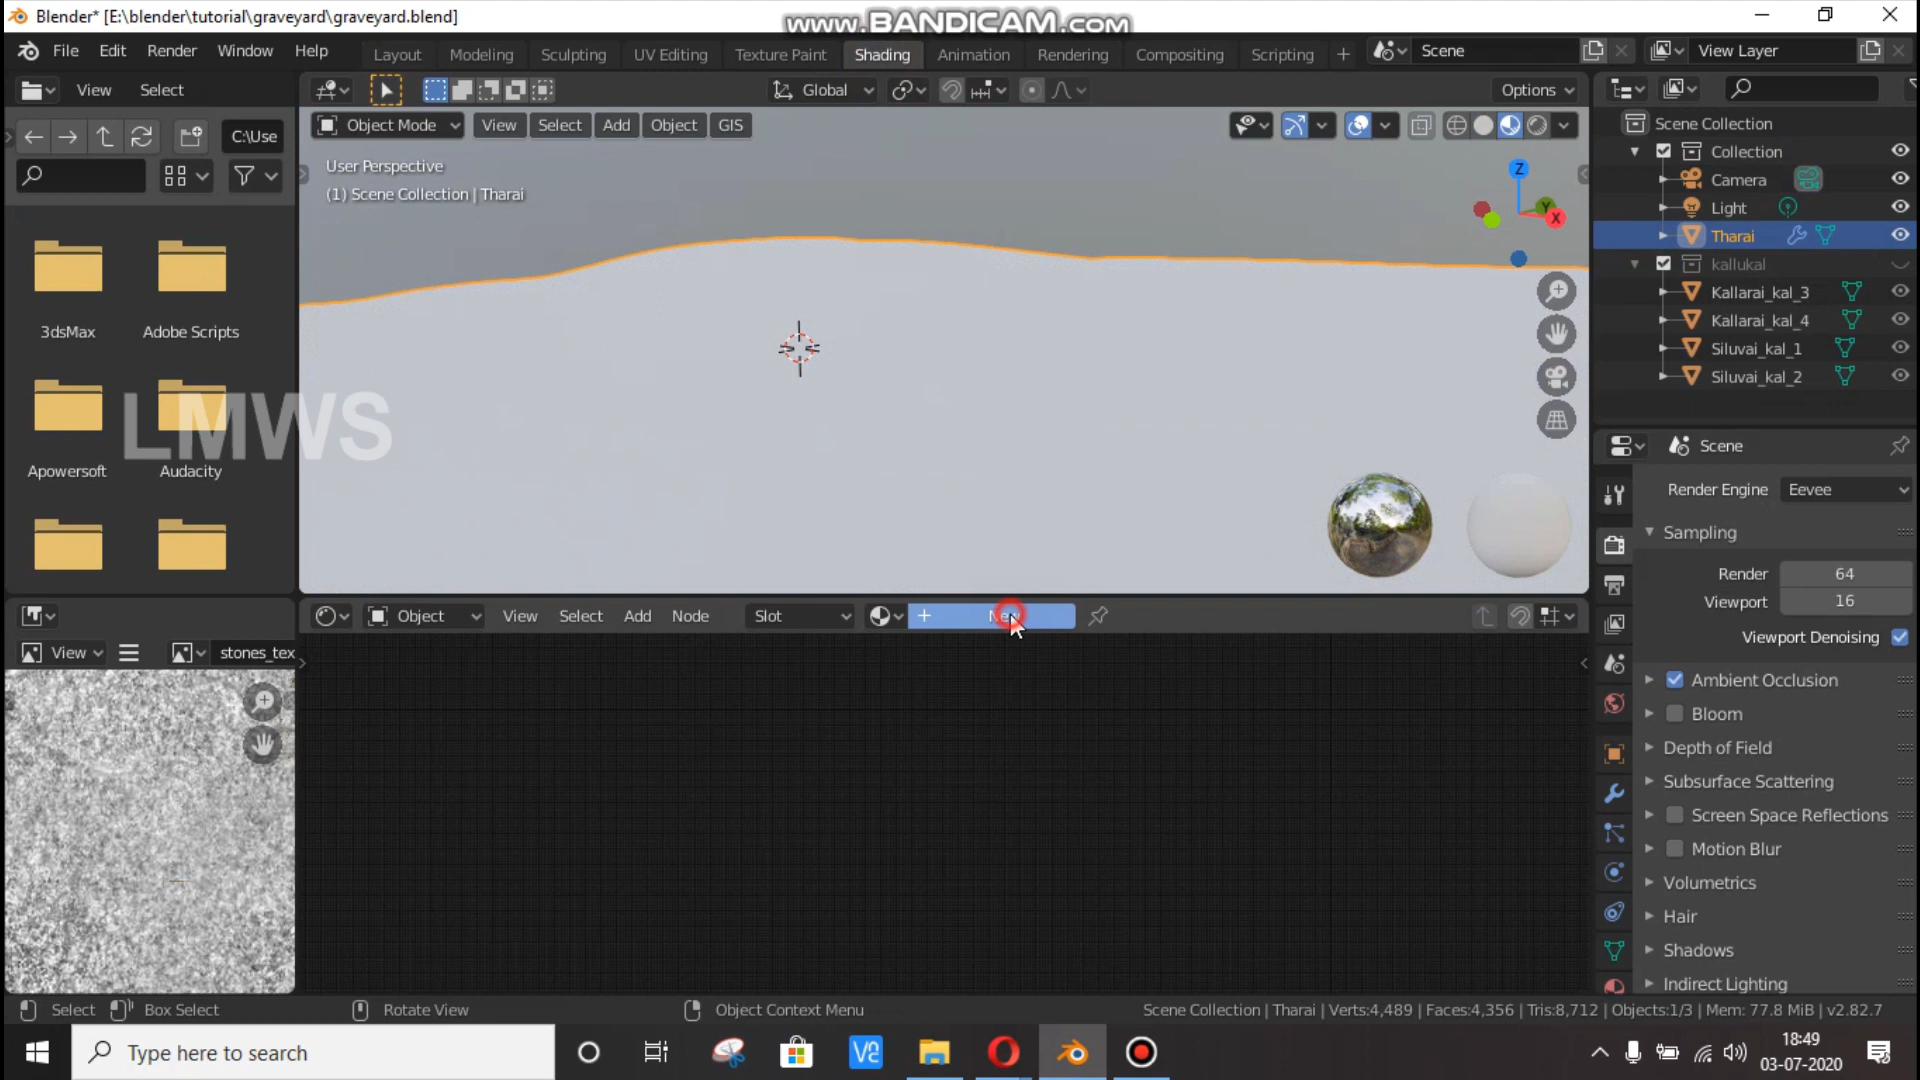 Blender* [E:\blender\tutorial\graveyard\graveyard.blend]
www.BANDICAM.com
File Edit Render Window Help
Layout Modeling Sculpting UV Editing Texture Paint Shading Animation Rendering Compositing Scripting +
Scene
View Layer
View Select
Global
Options
C:\Use
Object Mode View Select Add Object GIS
User Perspective
(1) Scene Collection | Tharai
Z
Y
X
Scene Collection
Collection
Camera
Light
Tharai
kallukal
Kallarai_kal_3
Kallarai_kal_4
Siluvai_kal_1
Siluvai_kal_2
3dsMax
Adobe Scripts
Apowersoft
Audacity
LMWS
Scene
Render Engine Eevee
Sampling
Render 64
Viewport 16
Viewport Denoising
Ambient Occlusion
Bloom
Depth of Field
Subsurface Scattering
Screen Space Reflections
Motion Blur
Volumetrics
Hair
Shadows
Indirect Lighting
Object View Select Add Node Slot
View
stones_tex
Select Box Select Rotate View Object Context Menu
Scene Collection | Tharai | Verts:4,489 | Faces:4,356 | Tris:8,712 | Objects:1/3 | Mem: 77.8 MiB | v2.82.7
Type here to search
18:49
03-07-2020